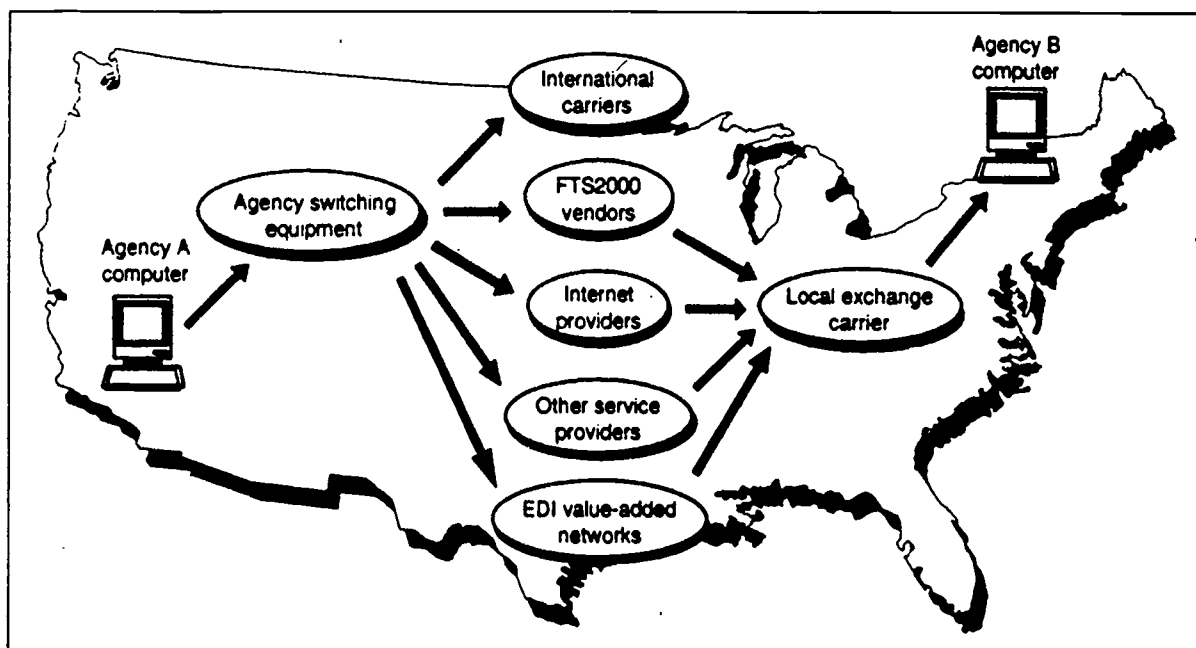 Agency B
computer
International
carriers
FTS2000
vendors
Agency switching
equipment
Agency A
computer
Internet
providers
Local exchange
carrier
Other service
providers
EDI value-added
networks